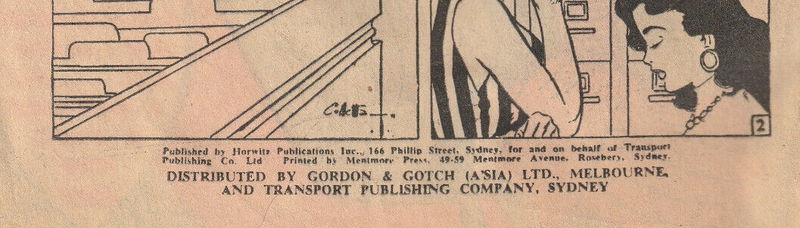 2
Published by Horwitz Publications Inc., 166 Phillip Street, Sydney, for and on behalf of Transport
Publishing Co. Ltd Printed by Mentmore Press, 49-59 Mentmore Avenue, Rosebery, Sydney.
DISTRIBUTED BY GORDON & GOTCH (A'SIA) LTD., MELBOURNE,
AND TRANSPORT PUBLISHING COMPANY, SYDNEY